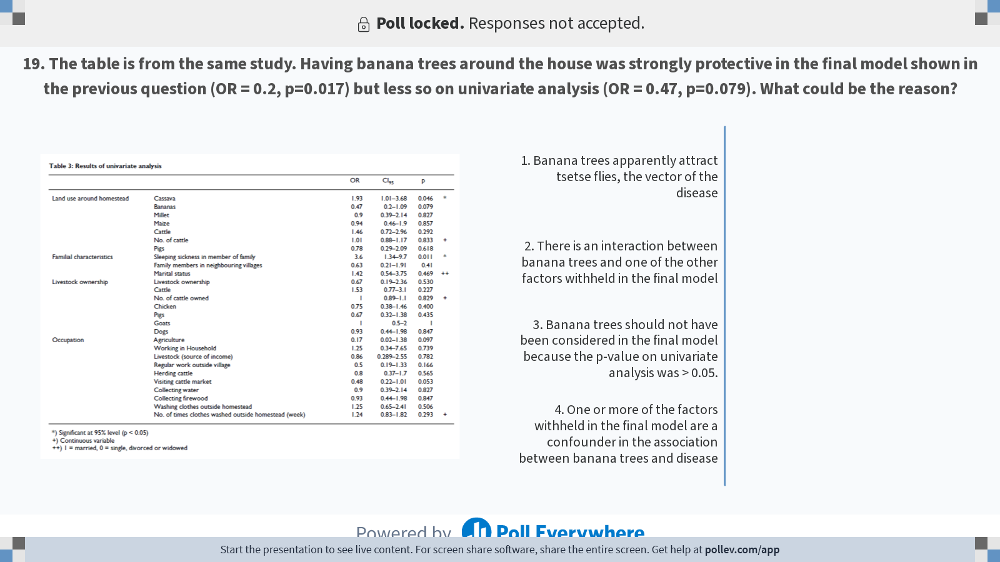 Poll locked. Responses not accepted.
19. The table is from the same study. Having banana trees around the house was strongly protective in the final model shown in
the previous question (OR = 0.2, p=0.017) but less so on univariate analysis (OR = 0.47, p=0.079). What could be the reason?
Table 3: Results of univariate analysis
OR CI95 P
Land use around homestead Cassava 1.93 1.01–3.68 0.046 *
Bananas 0.47 0.2–1.09 0.079
Millet 0.9 0.39–2.14 0.827
Maize 0.94 0.46–1.9 0.857
Cattle 1.46 0.72–2.96 0.292
No. of cattle 1.01 0.88–1.17 0.833 +
Pigs 0.78 0.29–2.09 0.618
Familial characteristics Sleeping sickness in member of family 3.6 1.34–9.7 0.011 *
Family members in neighbouring villages 0.63 0.21–1.91 0.41
Marital status 1.42 0.54–3.75 0.469 ++
Livestock ownership Livestock ownership 0.67 0.19–2.36 0.530
Cattle 1.53 0.77–3.1 0.227
No. of cattle owned 1 0.89–1.1 0.829 +
Chicken 0.75 0.38–1.46 0.400
Pigs 0.67 0.32–1.38 0.435
Goats 1 0.5–2 1
Dogs 0.93 0.44–1.98 0.847
Occupation Agriculture 0.17 0.02–1.38 0.097
Working in Household 1.25 0.34–7.65 0.739
Livestock (source of income) 0.86 0.289–2.55 0.782
Regular work outside village 0.5 0.19–1.33 0.166
Herding cattle 0.8 0.37–1.7 0.565
Visiting cattle market 0.48 0.22–1.01 0.053
Collecting water 0.9 0.39–2.14 0.827
Collecting firewood 0.93 0.44–1.98 0.847
Washing clothes outside homestead 1.25 0.65–2.41 0.506
No. of times clothes washed outside homestead (week) 1.24 0.83–1.82 0.293 +
*) Significant at 95% level (p < 0.05)
+) Continuous variable
++) 1 = married, 0 = single, divorced or widowed
1. Banana trees apparently attract
tsetse flies, the vector of the
disease
2. There is an interaction between
banana trees and one of the other
factors withheld in the final model
3. Banana trees should not have
been considered in the final model
because the p-value on univariate
analysis was > 0.05.
4. One or more of the factors
withheld in the final model are a
confounder in the association
between banana trees and disease
Powered by Poll Everywhere
Start the presentation to see live content. For screen share software, share the entire screen. Get help at pollev.com/app